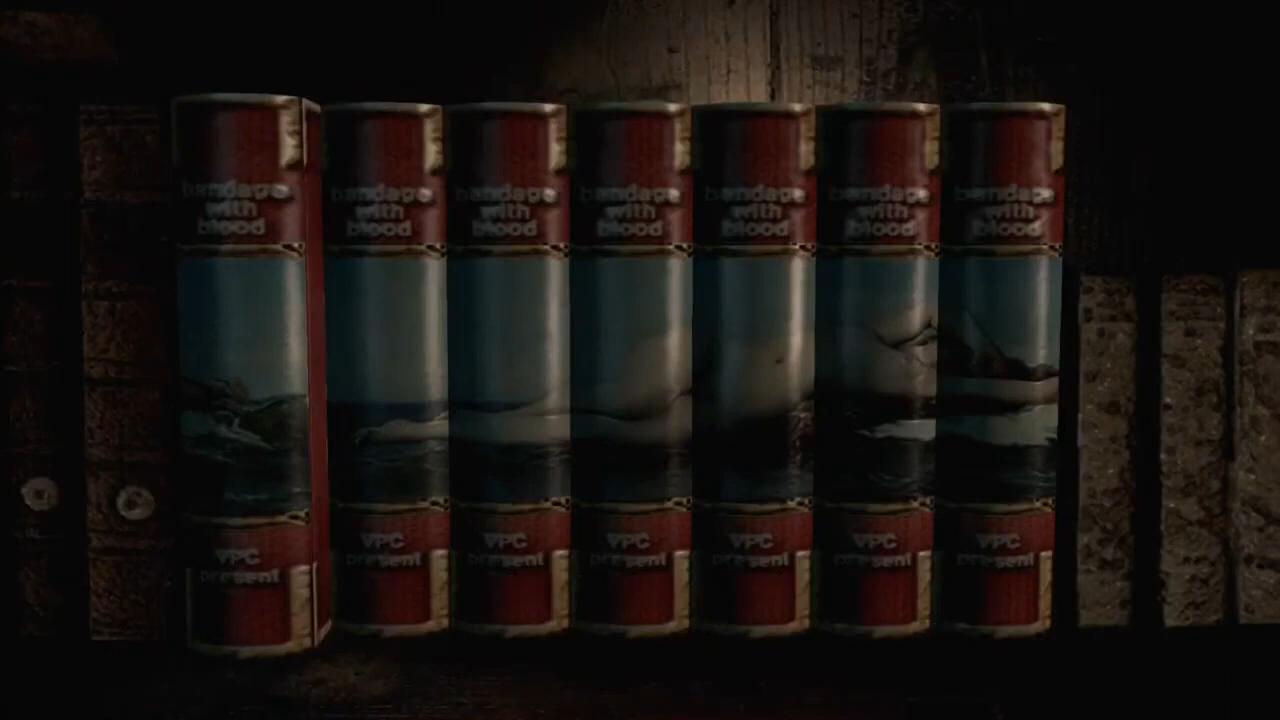 bandage
with
blood
bandage
with
blood
bandage
with
blood
bandage
with
blood
bandage
with
blood
bandage
with
blood
bandage
with
blood
VPC
present
VPC
present
VPC
present
VPC
present
VPC
present
VPC
present
VPC
present